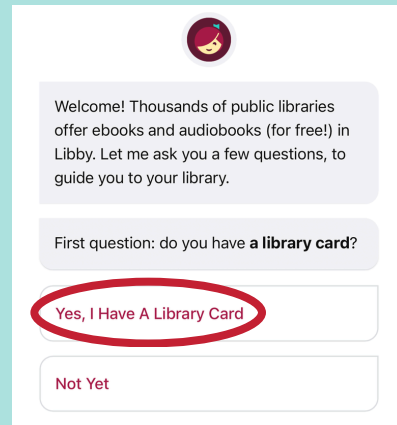 Welcome! Thousands of public libraries
offer ebooks and audiobooks (for free!) in
Libby. Let me ask you a few questions, to
guide you to your library.
First question: do you have a library card?
Yes, I Have A Library Card
Not Yet